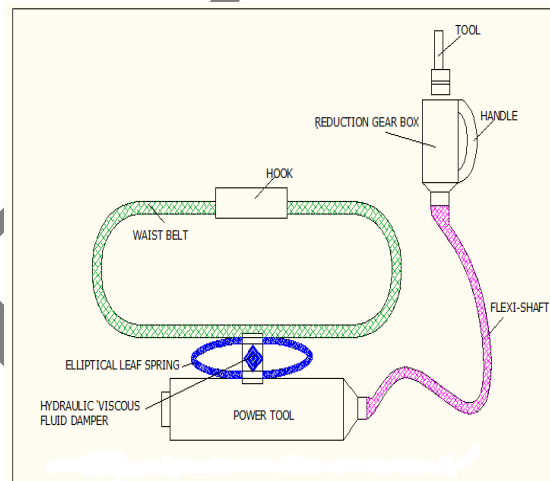 TOOL
REDUCTION GEAR BOX
HANDLE
HOOK
WAIST BELT
FLEXI-SHAFT
ELLIPTICAL LEAF SPRING
HYDRAULIC 'VISCOUS
FLUID DAMPER
POWER TOOL